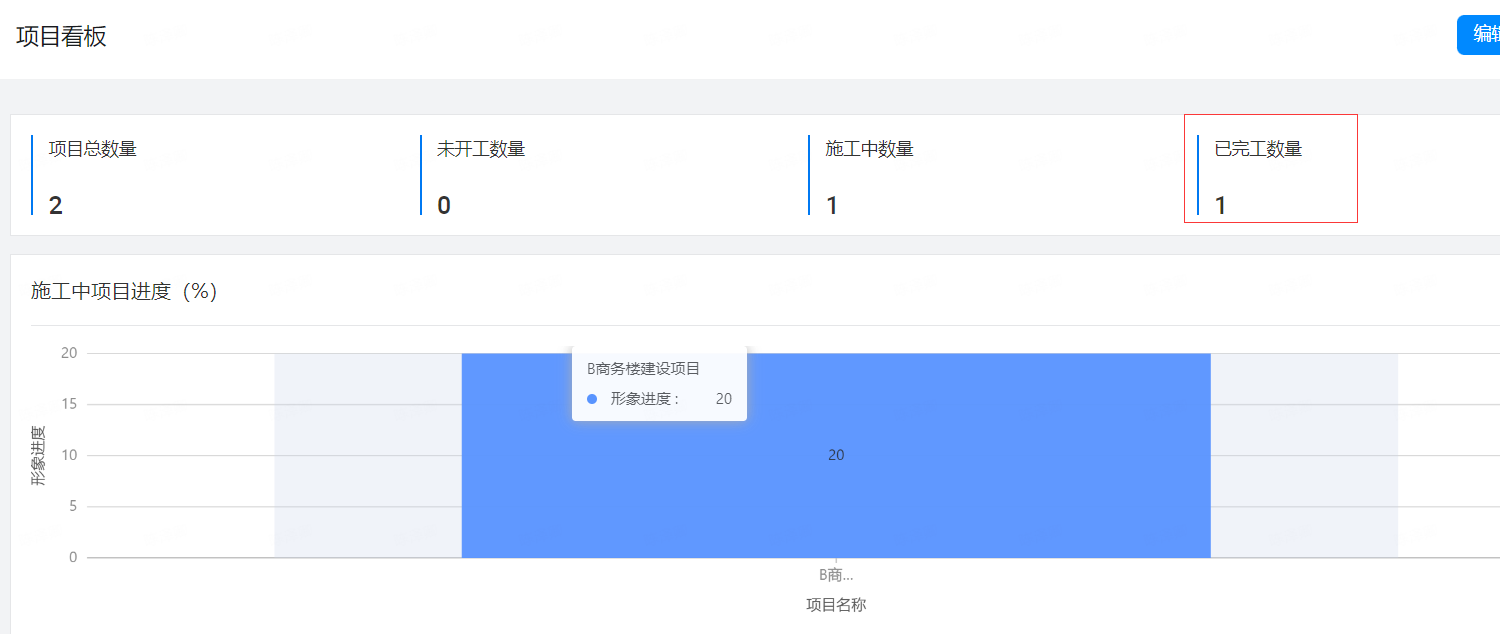 项目看板
编辑
项目总数量
未开工数量
施工中数量
已完工数量
2
0
1
1
施工中项目进度（%）
20
15
10
5
0
形象进度
B商务楼建设项目
形象进度：
20
20
B商...
项目名称